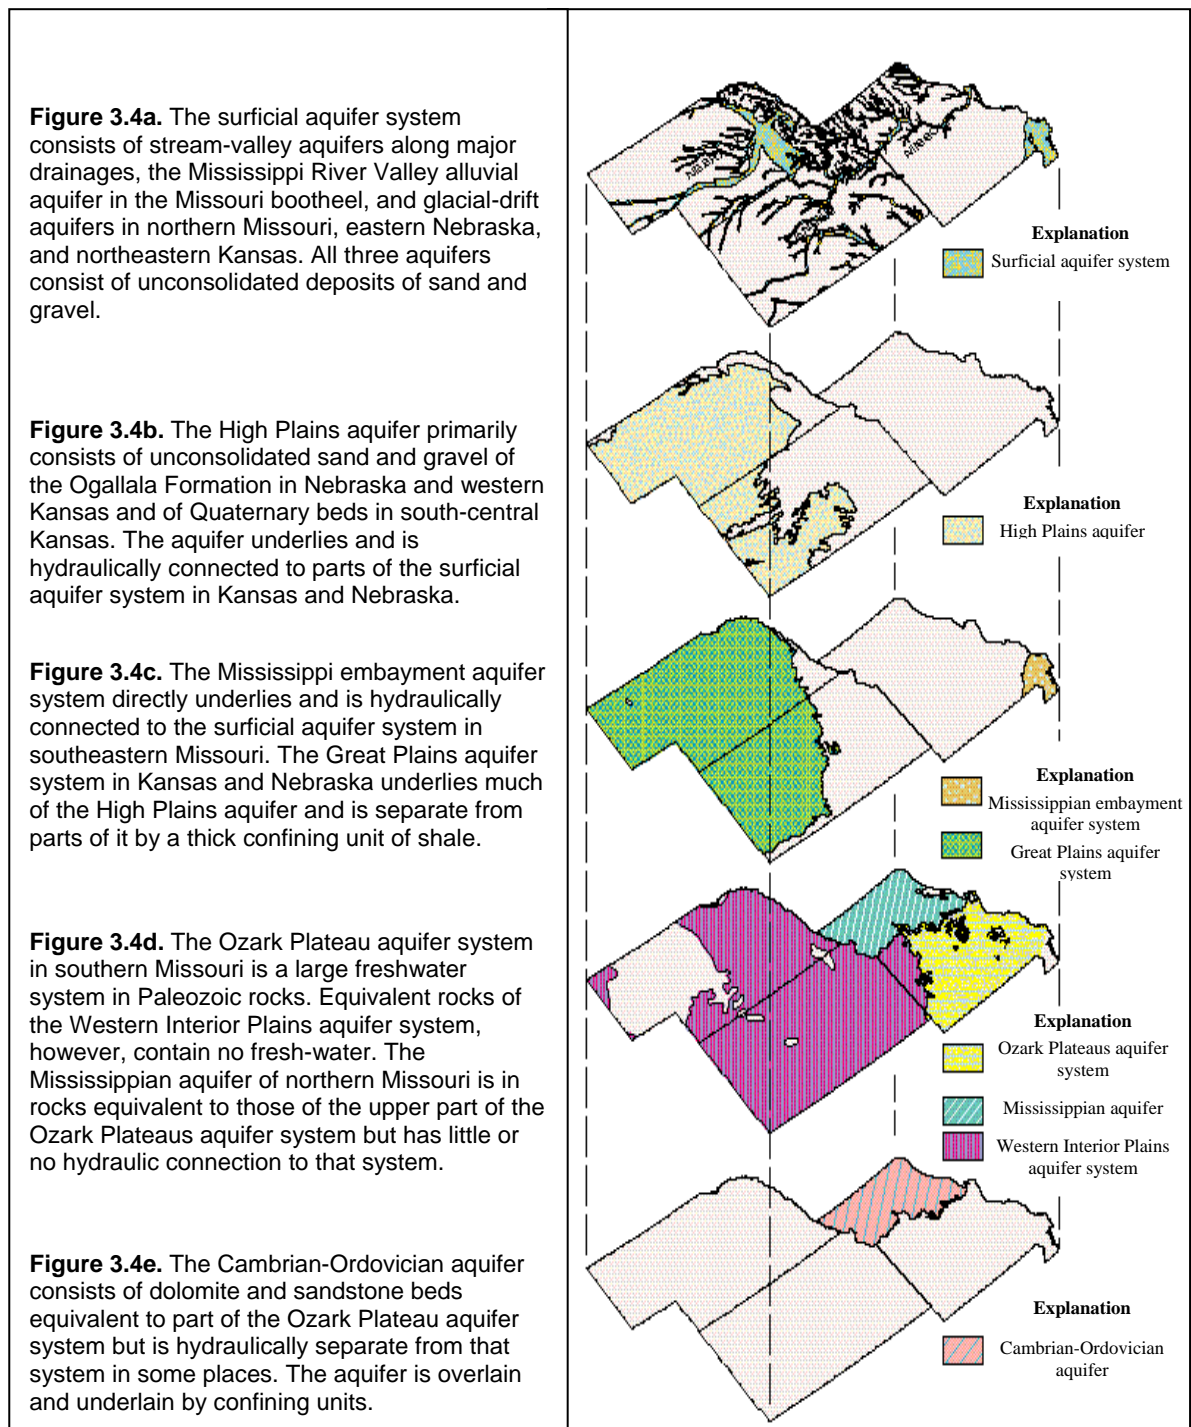 Figure 3.4a. The surficial aquifer system
consists of stream-valley aquifers along major
drainages, the Mississippi River Valley alluvial
aquifer in the Missouri bootheel, and glacial-drift
aquifers in northern Missouri, eastern Nebraska,
and northeastern Kansas. All three aquifers
consist of unconsolidated deposits of sand and
gravel.
Explanation
Surficial aquifer system
Figure 3.4b. The High Plains aquifer primarily
consists of unconsolidated sand and gravel of
the Ogallala Formation in Nebraska and western
Kansas and of Quaternary beds in south-central
Kansas. The aquifer underlies and is
hydraulically connected to parts of the surficial
aquifer system in Kansas and Nebraska.
Explanation
High Plains aquifer
Figure 3.4c. The Mississippi embayment aquifer
system directly underlies and is hydraulically
connected to the surficial aquifer system in
southeastern Missouri. The Great Plains aquifer
system in Kansas and Nebraska underlies much
of the High Plains aquifer and is separate from
parts of it by a thick confining unit of shale.
Explanation
Mississippian embayment
aquifer system
Great Plains aquifer
system
Figure 3.4d. The Ozark Plateau aquifer system
in southern Missouri is a large freshwater
system in Paleozoic rocks. Equivalent rocks of
the Western Interior Plains aquifer system,
however, contain no fresh-water. The
Mississippian aquifer of northern Missouri is in
rocks equivalent to those of the upper part of the
Ozark Plateaus aquifer system but has little or
no hydraulic connection to that system.
Explanation
Ozark Plateaus aquifer
system
Mississippian aquifer
Western Interior Plains
aquifer system
Figure 3.4e. The Cambrian-Ordovician aquifer
consists of dolomite and sandstone beds
equivalent to part of the Ozark Plateau aquifer
system but is hydraulically separate from that
system in some places. The aquifer is overlain
and underlain by confining units.
Explanation
Cambrian-Ordovician
aquifer